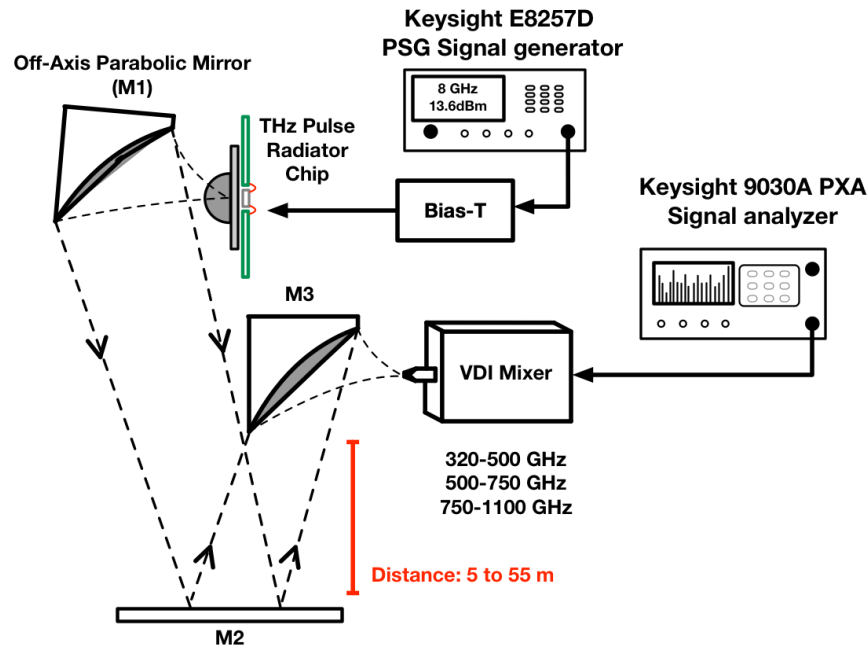 Keysight E8257D
PSG Signal generator
8 GHz
13.6dBm
Off-Axis Parabolic Mirror
(M1)
THz Pulse
Radiator
Chip
Bias-T
Keysight 9030A PXA
Signal analyzer
M3
VDI Mixer
320-500 GHz
500-750 GHz
750-1100 GHz
Distance: 5 to 55 m
M2